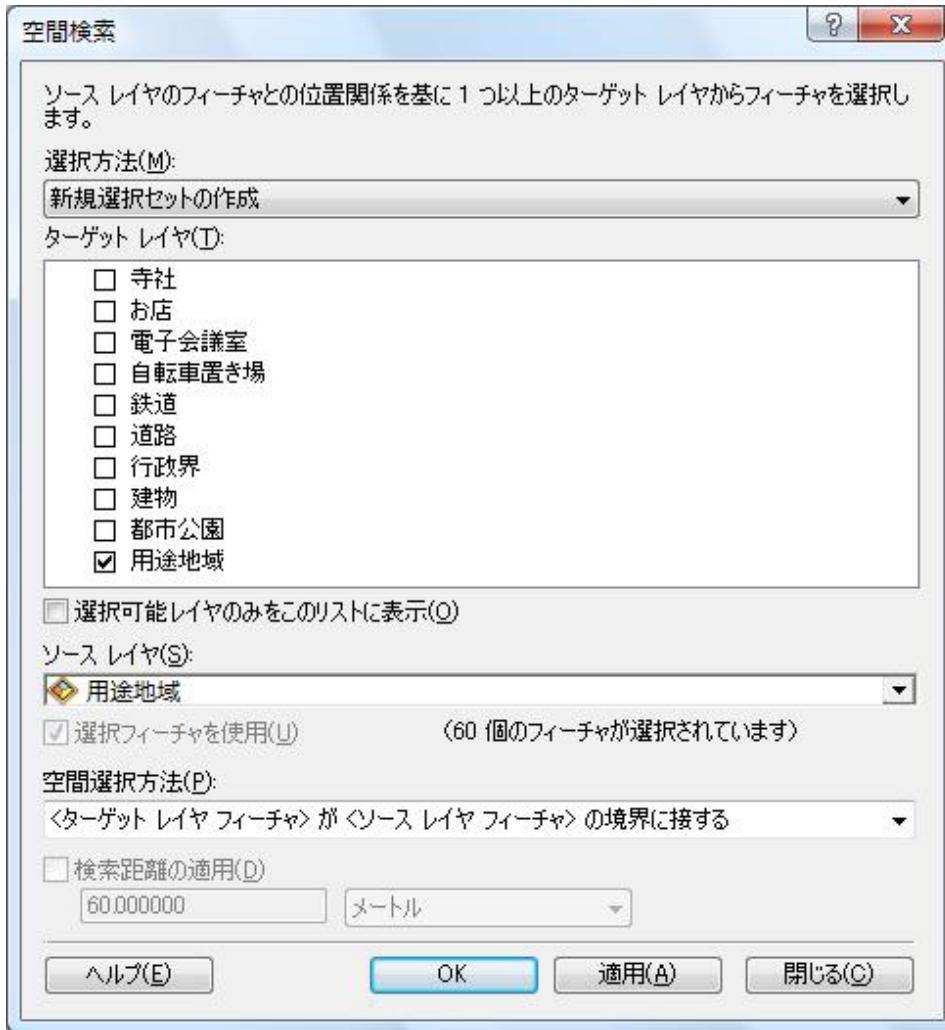 空間検索
ソース レイヤのフィーチャとの位置関係を基に 1 つ以上のターゲット レイヤからフィーチャを選択し
ます。
選択方法(M):
新規選択セットの作成
ターゲット レイヤ(T):
寺社
お店
電子会議室
自転車置き場
鉄道
道路
行政界
建物
都市公園
用途地域
選択可能レイヤのみをこのリストに表示(O)
ソース レイヤ(S):
用途地域
選択フィーチャを使用(U) (60 個のフィーチャが選択されています)
空間選択方法(P):
<ターゲット レイヤ フィーチャ> が <ソース レイヤ フィーチャ> の境界に接する
検索距離の適用(D)
60.000000 メートル
ヘルプ(E) OK 適用(A) 閉じる(C)